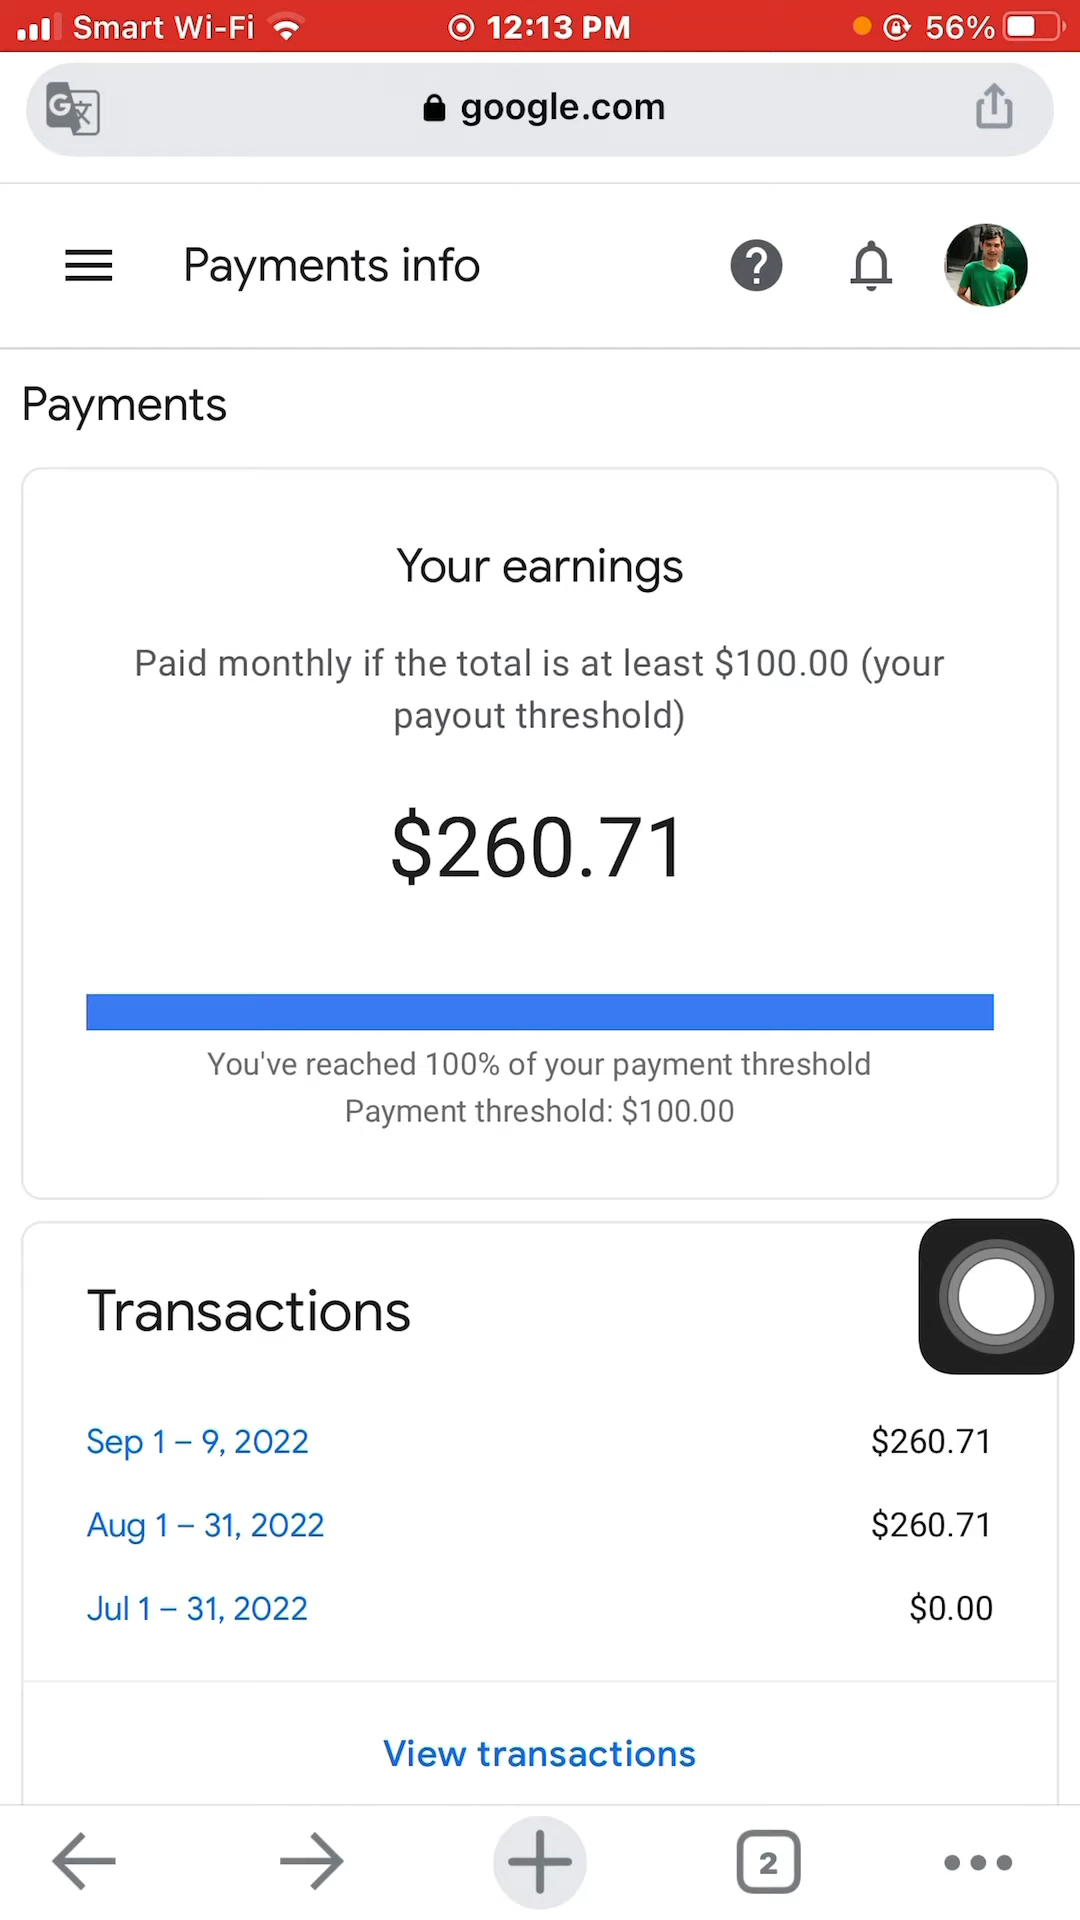 Smart Wi-Fi 12:13 PM 56%
google.com
Payments info
Payments
Your earnings
Paid monthly if the total is at least $100.00 (your
payout threshold)
$260.71
You've reached 100% of your payment threshold
Payment threshold: $100.00
Transactions
Sep 1 – 9, 2022 $260.71
Aug 1 – 31, 2022 $260.71
Jul 1 – 31, 2022 $0.00
View transactions
2